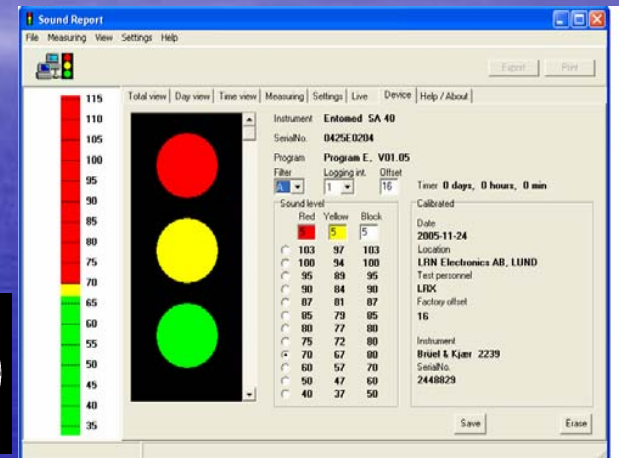 Sound Report
File Measuring View Settings Help
Export Print
Total view Day view Time view Measuring Settings Live Device Help / About
115
110
105
100
95
90
85
80
75
70
65
60
55
50
45
40
35
Instrument Entomed SA 40
SerialNo. 0425E0204
Program Program E, V01.05
Filter Logging int. Offset
A 1 16
Timer 0 days, 0 hours, 0 min
Sound level
Red Yellow Block
5 5 5
103 97 103
100 94 100
95 89 95
90 84 90
87 81 87
85 79 85
80 77 80
75 72 80
70 67 80
60 57 70
50 47 60
40 37 50
Calibrated
Date
2005-11-24
Location
LRN Electronics AB, LUND
Test personnel
LRX
Factory offset
16
Instrument
Brüel & Kjær 2239
SerialNo.
2448829
Save Erase